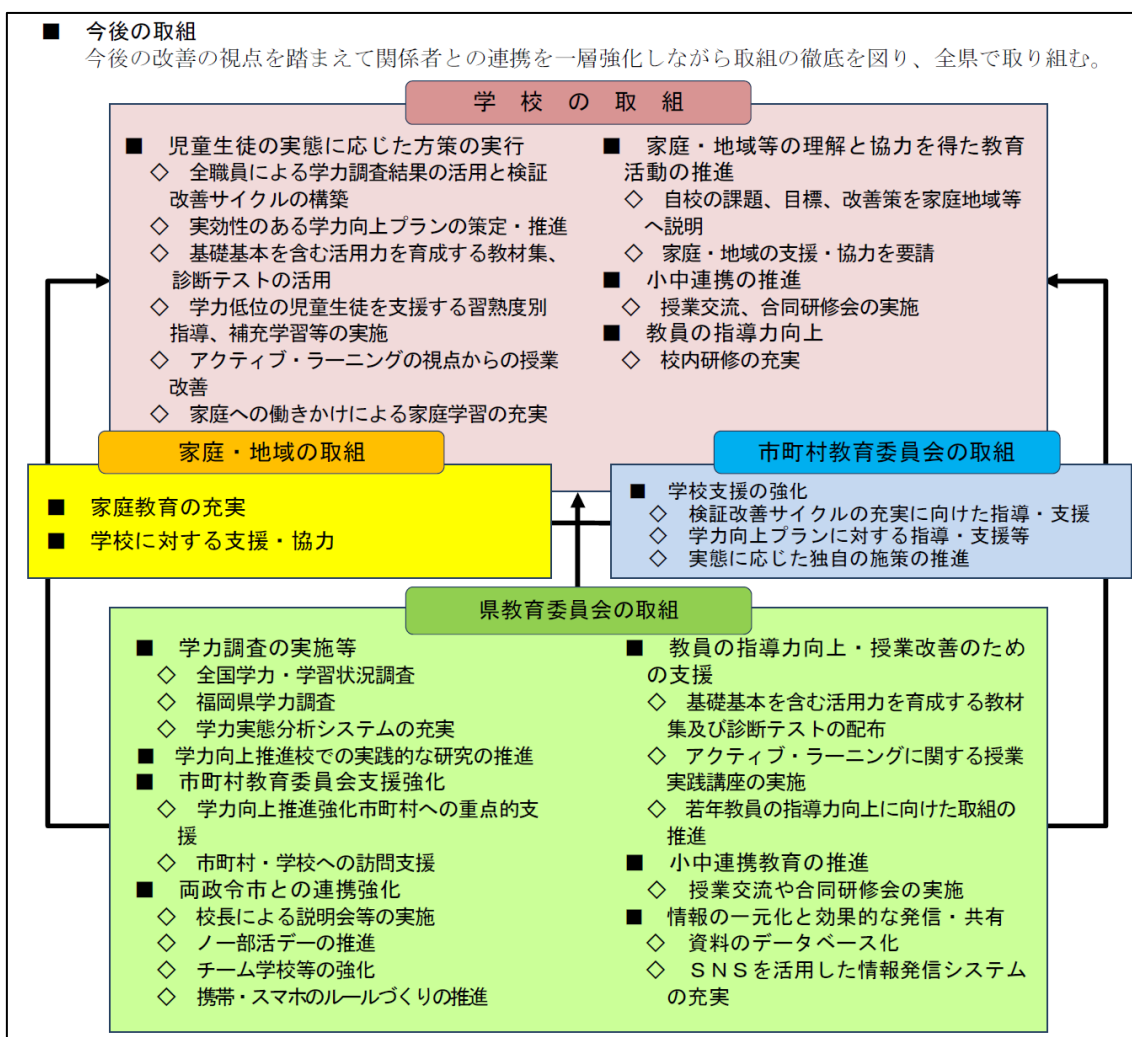 ■ 今後の取組
今後の改善の視点を踏まえて関係者との連携を一層強化しながら取組の徹底を図り、全県で取り組む。
学校の取組
■ 児童生徒の実態に応じた方策の実行
◇ 全職員による学力調査結果の活用と検証
改善サイクルの構築
◇ 実効性のある学力向上プランの策定・推進
◇ 基礎基本を含む活用力を育成する教材集、
診断テストの活用
◇ 学力低位の児童生徒を支援する習熟度別
指導、補充学習等の実施
◇ アクティブ・ラーニングの視点からの授業
改善
◇ 家庭への働きかけによる家庭学習の充実
■ 家庭・地域等の理解と協力を得た教育
活動の推進
◇ 自校の課題、目標、改善策を家庭地域等
へ説明
◇ 家庭・地域の支援・協力を要請
■ 小中連携の推進
◇ 授業交流、合同研修会の実施
■ 教員の指導力向上
◇ 校内研修の充実
家庭・地域の取組
■ 家庭教育の充実
■ 学校に対する支援・協力
市町村教育委員会の取組
■ 学校支援の強化
◇ 検証改善サイクルの充実に向けた指導・支援
◇ 学力向上プランに対する指導・支援等
◇ 実態に応じた独自の施策の推進
県教育委員会の取組
■ 学力調査の実施等
◇ 全国学力・学習状況調査
◇ 福岡県学力調査
◇ 学力実態分析システムの充実
■ 学力向上推進校での実践的な研究の推進
■ 市町村教育委員会支援強化
◇ 学力向上推進強化市町村への重点的支
援
◇ 市町村・学校への訪問支援
■ 両政令市との連携強化
◇ 校長による説明会等の実施
◇ ノー部活デーの推進
◇ チーム学校等の強化
◇ 携帯・スマホのルールづくりの推進
■ 教員の指導力向上・授業改善のため
の支援
◇ 基礎基本を含む活用力を育成する教材
集及び診断テストの配布
◇ アクティブ・ラーニングに関する授業
実践講座の実施
◇ 若年教員の指導力向上に向けた取組の
推進
■ 小中連携教育の推進
◇ 授業交流や合同研修会の実施
■ 情報の一元化と効果的な発信・共有
◇ 資料のデータベース化
◇ ＳＮＳを活用した情報発信システム
の充実